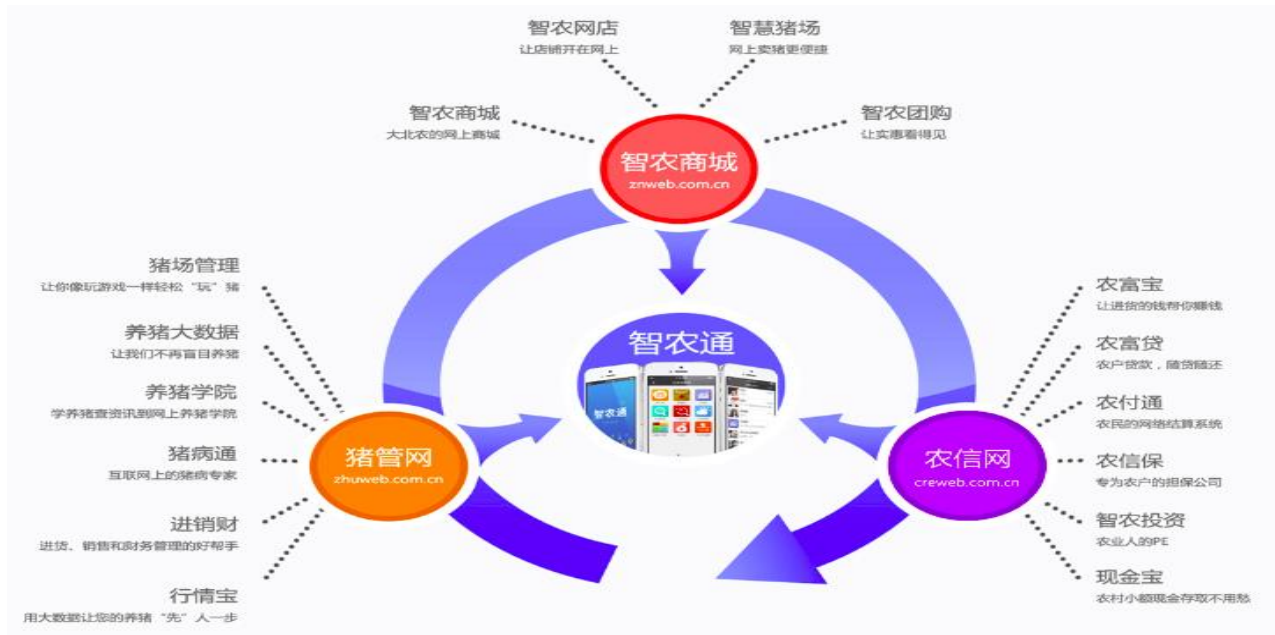 智农网店
让店铺开在网上
智慧猪场
网上卖猪更便捷
智农商城
大北农的网上商城
智农团购
让实惠看得见
智农商城
znweb.com.cn
猪场管理
让你像玩游戏一样轻松“玩”猪
养猪大数据
让我们不再盲目养猪
养猪学院
学养猪查资讯到网上养猪学院
猪病通
互联网上的猪病专家
进销财
进货、销售和财务管理的好帮手
行情宝
用大数据让您的养猪“先”人一步
猪管网
zhuweb.com.cn
智农通
智农通
农信网
creweb.com.cn
农富宝
让进货的钱帮你赚钱
农富贷
农户贷款，随贷随还
农付通
农民的网络结算系统
农信保
专为农户的担保公司
智农投资
农业人的PE
现金宝
农村小额现金存取不用愁